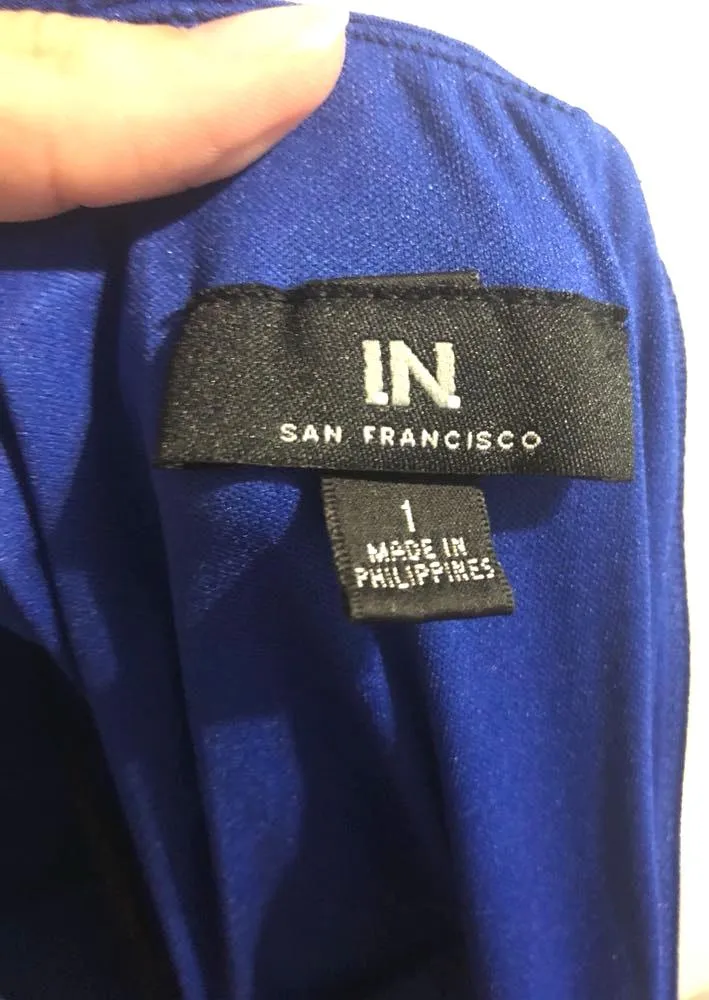 I.N.
SAN FRANCISCO
1
MADE IN
PHILIPPINES